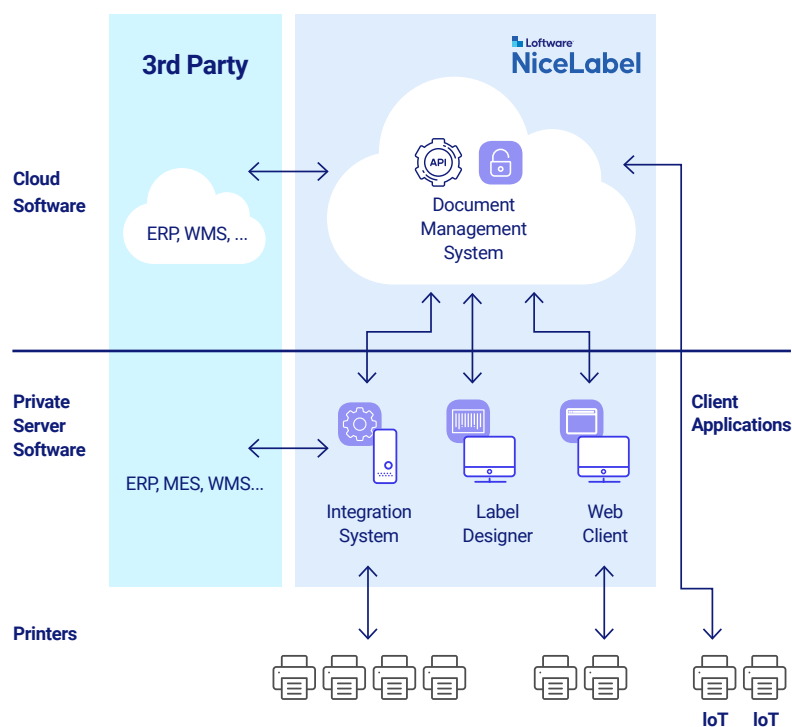 3rd Party
Loftware
NiceLabel
Cloud
Software
API
ERP, WMS, ...
Document
Management
System
Private
Server
Software
Client
Applications
ERP, MES, WMS...
Integration
System
Label
Designer
Web
Client
Printers
IoT
IoT